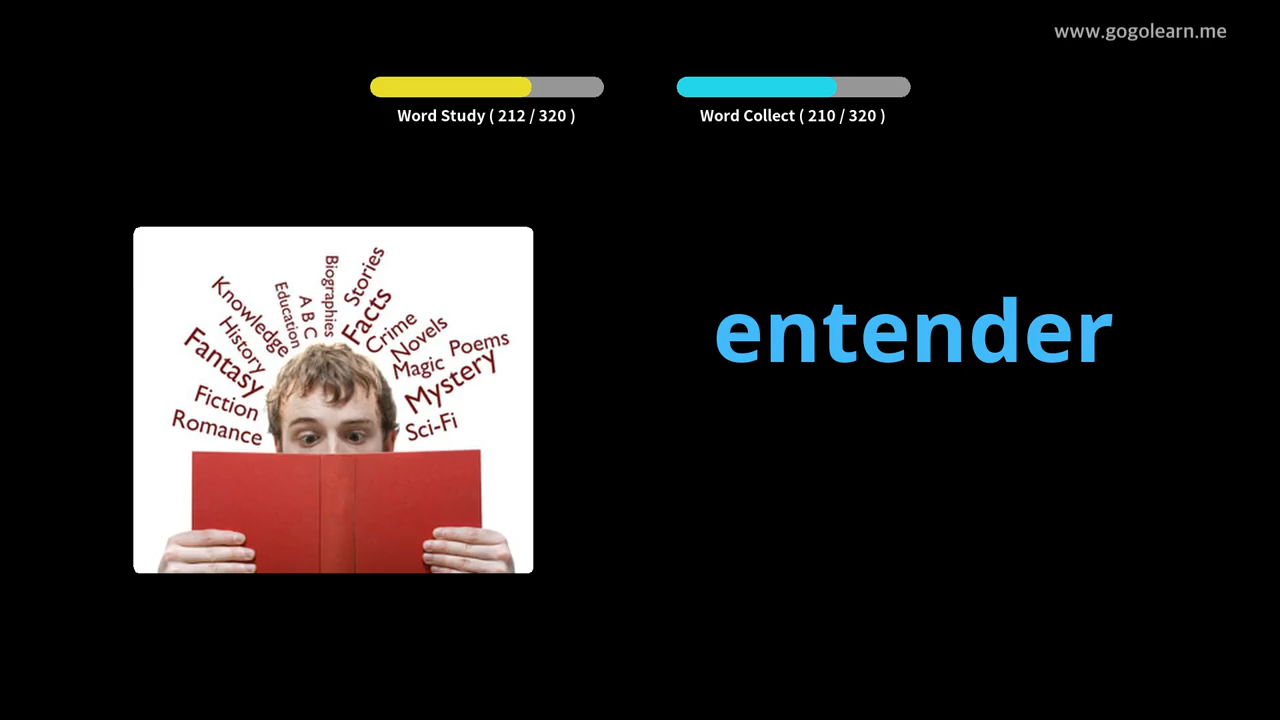 www.gogolearn.me
Word Study ( 212 / 320 )
Word Collect ( 210 / 320 )
Biographies
Stories
Education
A B C
Facts
Knowledge
Crime
Novels
History
Poems
Fantasy
Magic
Mystery
Fiction
Romance
Sci-Fi
entender